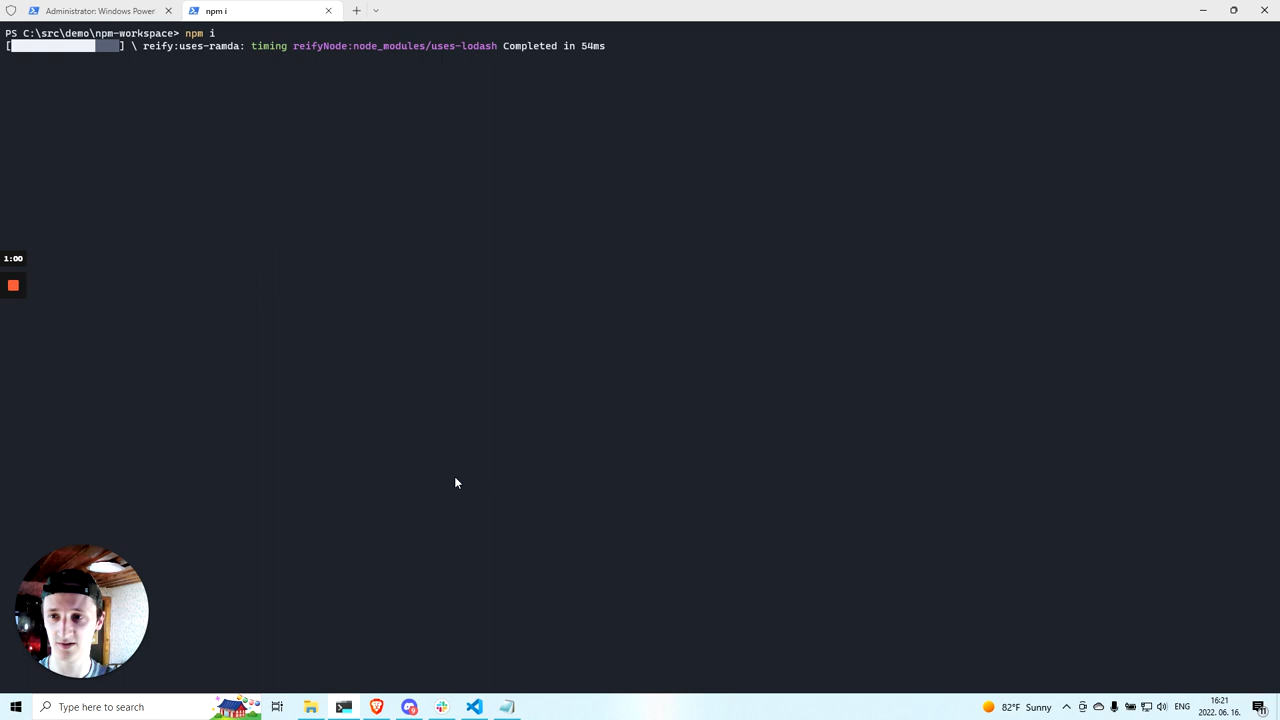 Administrator: Windows Power
npm i
PS C:\src\demo\npm-workspace> npm i
[ ] \ reify:uses-ramda: timing reifyNode:node_modules/uses-lodash Completed in 54ms
1:00
Type here to search
82°F Sunny
ENG
16:21
2022. 06. 16.